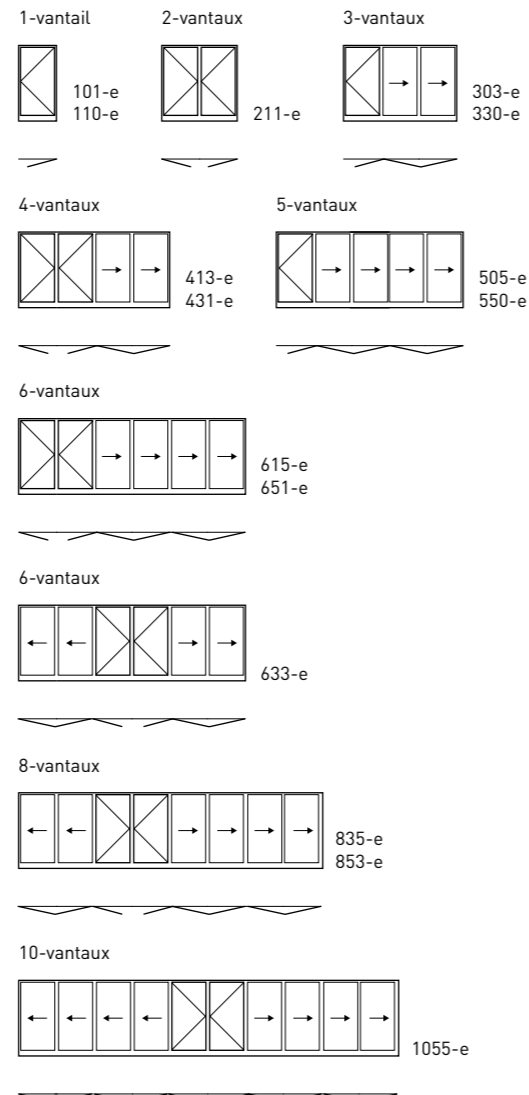 1-vantail
101-e
110-e
2-vantaux
211-e
3-vantaux
303-e
330-e
4-vantaux
413-e
431-e
5-vantaux
505-e
550-e
6-vantaux
615-e
651-e
6-vantaux
633-e
8-vantaux
835-e
853-e
10-vantaux
1055-e